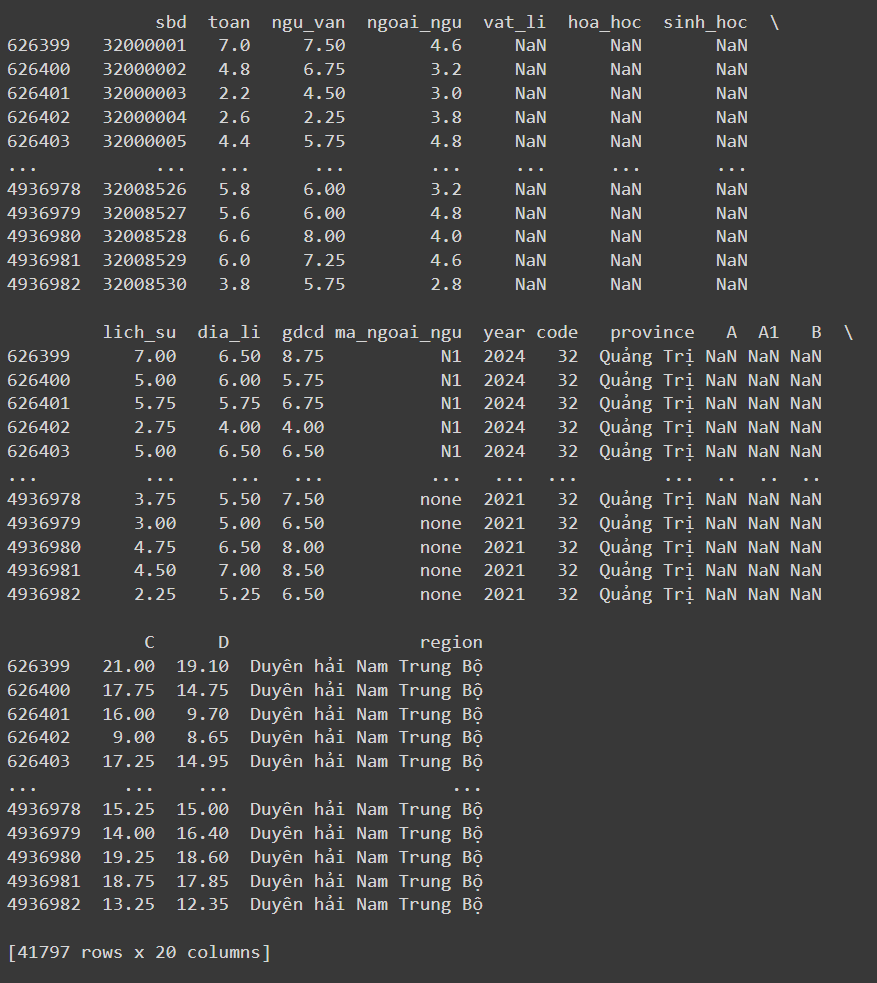 sbd toan ngu_van ngoai_ngu vat_li hoa_hoc sinh_hoc \
626399 32000001 7.0 7.50 4.6 NaN NaN NaN
626400 32000002 4.8 6.75 3.2 NaN NaN NaN
626401 32000003 2.2 4.50 3.0 NaN NaN NaN
626402 32000004 2.6 2.25 3.8 NaN NaN NaN
626403 32000005 4.4 5.75 4.8 NaN NaN NaN
... ... ... ... ... ... ... ...
4936978 32008526 5.8 6.00 3.2 NaN NaN NaN
4936979 32008527 5.6 6.00 4.8 NaN NaN NaN
4936980 32008528 6.6 8.00 4.0 NaN NaN NaN
4936981 32008529 6.0 7.25 4.6 NaN NaN NaN
4936982 32008530 3.8 5.75 2.8 NaN NaN NaN
lich_su dia_li gdcd ma_ngoai_ngu year code province A A1 B \
626399 7.00 6.50 8.75 N1 2024 32 Quảng Trị NaN NaN NaN
626400 5.00 6.00 5.75 N1 2024 32 Quảng Trị NaN NaN NaN
626401 5.75 5.75 6.75 N1 2024 32 Quảng Trị NaN NaN NaN
626402 2.75 4.00 4.00 N1 2024 32 Quảng Trị NaN NaN NaN
626403 5.00 6.50 6.50 N1 2024 32 Quảng Trị NaN NaN NaN
... ... ... ... ... ... ... ... .. .. ..
4936978 3.75 5.50 7.50 none 2021 32 Quảng Trị NaN NaN NaN
4936979 3.00 5.00 6.50 none 2021 32 Quảng Trị NaN NaN NaN
4936980 4.75 6.50 8.00 none 2021 32 Quảng Trị NaN NaN NaN
4936981 4.50 7.00 8.50 none 2021 32 Quảng Trị NaN NaN NaN
4936982 2.25 5.25 6.50 none 2021 32 Quảng Trị NaN NaN NaN
C D region
626399 21.00 19.10 Duyên hải Nam Trung Bộ
626400 17.75 14.75 Duyên hải Nam Trung Bộ
626401 16.00 9.70 Duyên hải Nam Trung Bộ
626402 9.00 8.65 Duyên hải Nam Trung Bộ
626403 17.25 14.95 Duyên hải Nam Trung Bộ
... ... ... ...
4936978 15.25 15.00 Duyên hải Nam Trung Bộ
4936979 14.00 16.40 Duyên hải Nam Trung Bộ
4936980 19.25 18.60 Duyên hải Nam Trung Bộ
4936981 18.75 17.85 Duyên hải Nam Trung Bộ
4936982 13.25 12.35 Duyên hải Nam Trung Bộ
[41797 rows x 20 columns]